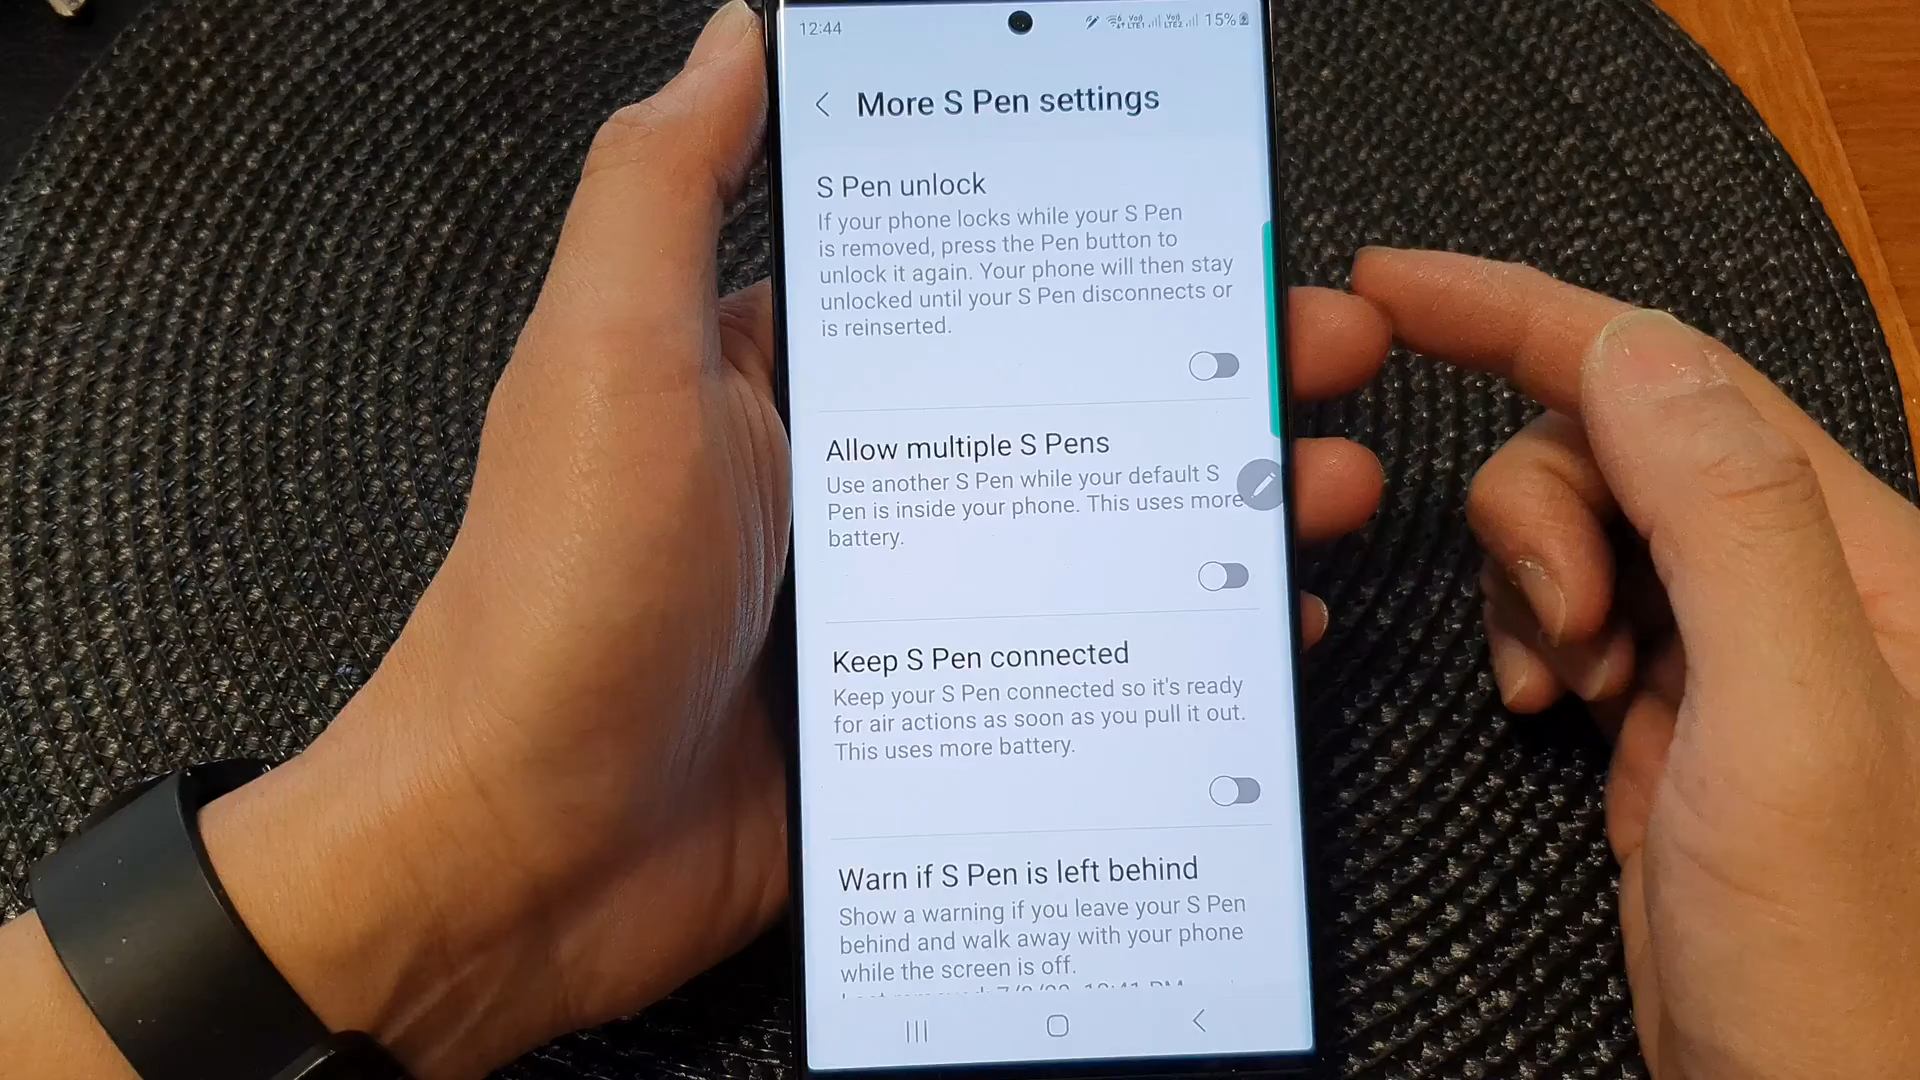 12:44
15%
More S Pen settings
S Pen unlock
If your phone locks while your S Pen
is removed, press the Pen button to
unlock it again. Your phone will then stay
unlocked until your S Pen disconnects or
is reinserted.
Allow multiple S Pens
Use another S Pen while your default S
Pen is inside your phone. This uses more
battery.
Keep S Pen connected
Keep your S Pen connected so it's ready
for air actions as soon as you pull it out.
This uses more battery.
Warn if S Pen is left behind
Show a warning if you leave your S Pen
behind and walk away with your phone
while the screen is off.